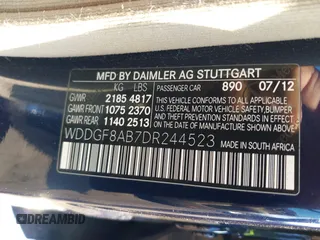 MFD BY DAIMLER AG STUTTGART
KG LBS PASSENGER CAR 890 07/12
GVWR 2185 4817
GAWR FRONT 1075 2370
GAWR REAR 1140 2513
THIS VEHICLE CONFORMS TO ALL
APPLICABLE U.S. FEDERAL
MOTOR VEHICLE SAFETY, BUMPER,
AND THEFT PREVENTION
STANDARDS IN EFFECT ON THE DATE
OF MANUFACTURE SHOWN ABOVE
WDDGF8AB7DR244523
MADE IN SOUTH AFRICA
DREAMBID